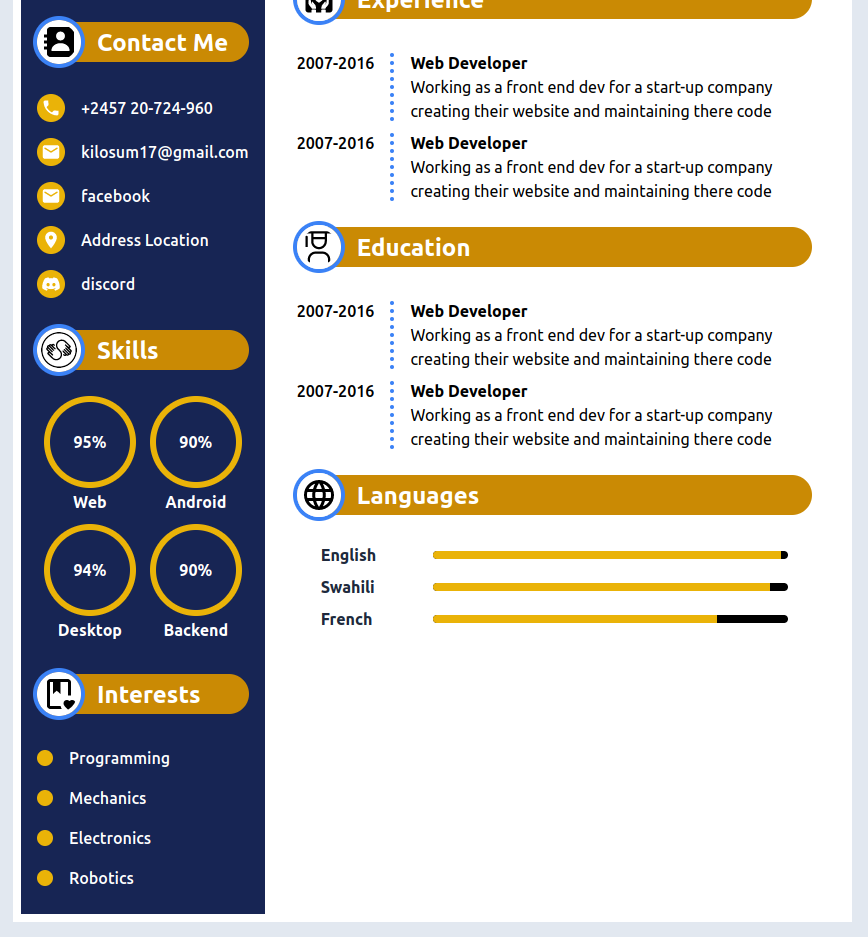 Contact Me
+2457 20-724-960
kilosum17@gmail.com
facebook
Address Location
discord
Skills
95%
90%
Web
Android
94%
90%
Desktop
Backend
Interests
Programming
Mechanics
Electronics
Robotics
Experience
2007-2016
Web Developer
Working as a front end dev for a start-up company
creating their website and maintaining there code
2007-2016
Web Developer
Working as a front end dev for a start-up company
creating their website and maintaining there code
Education
2007-2016
Web Developer
Working as a front end dev for a start-up company
creating their website and maintaining there code
2007-2016
Web Developer
Working as a front end dev for a start-up company
creating their website and maintaining there code
Languages
English
Swahili
French